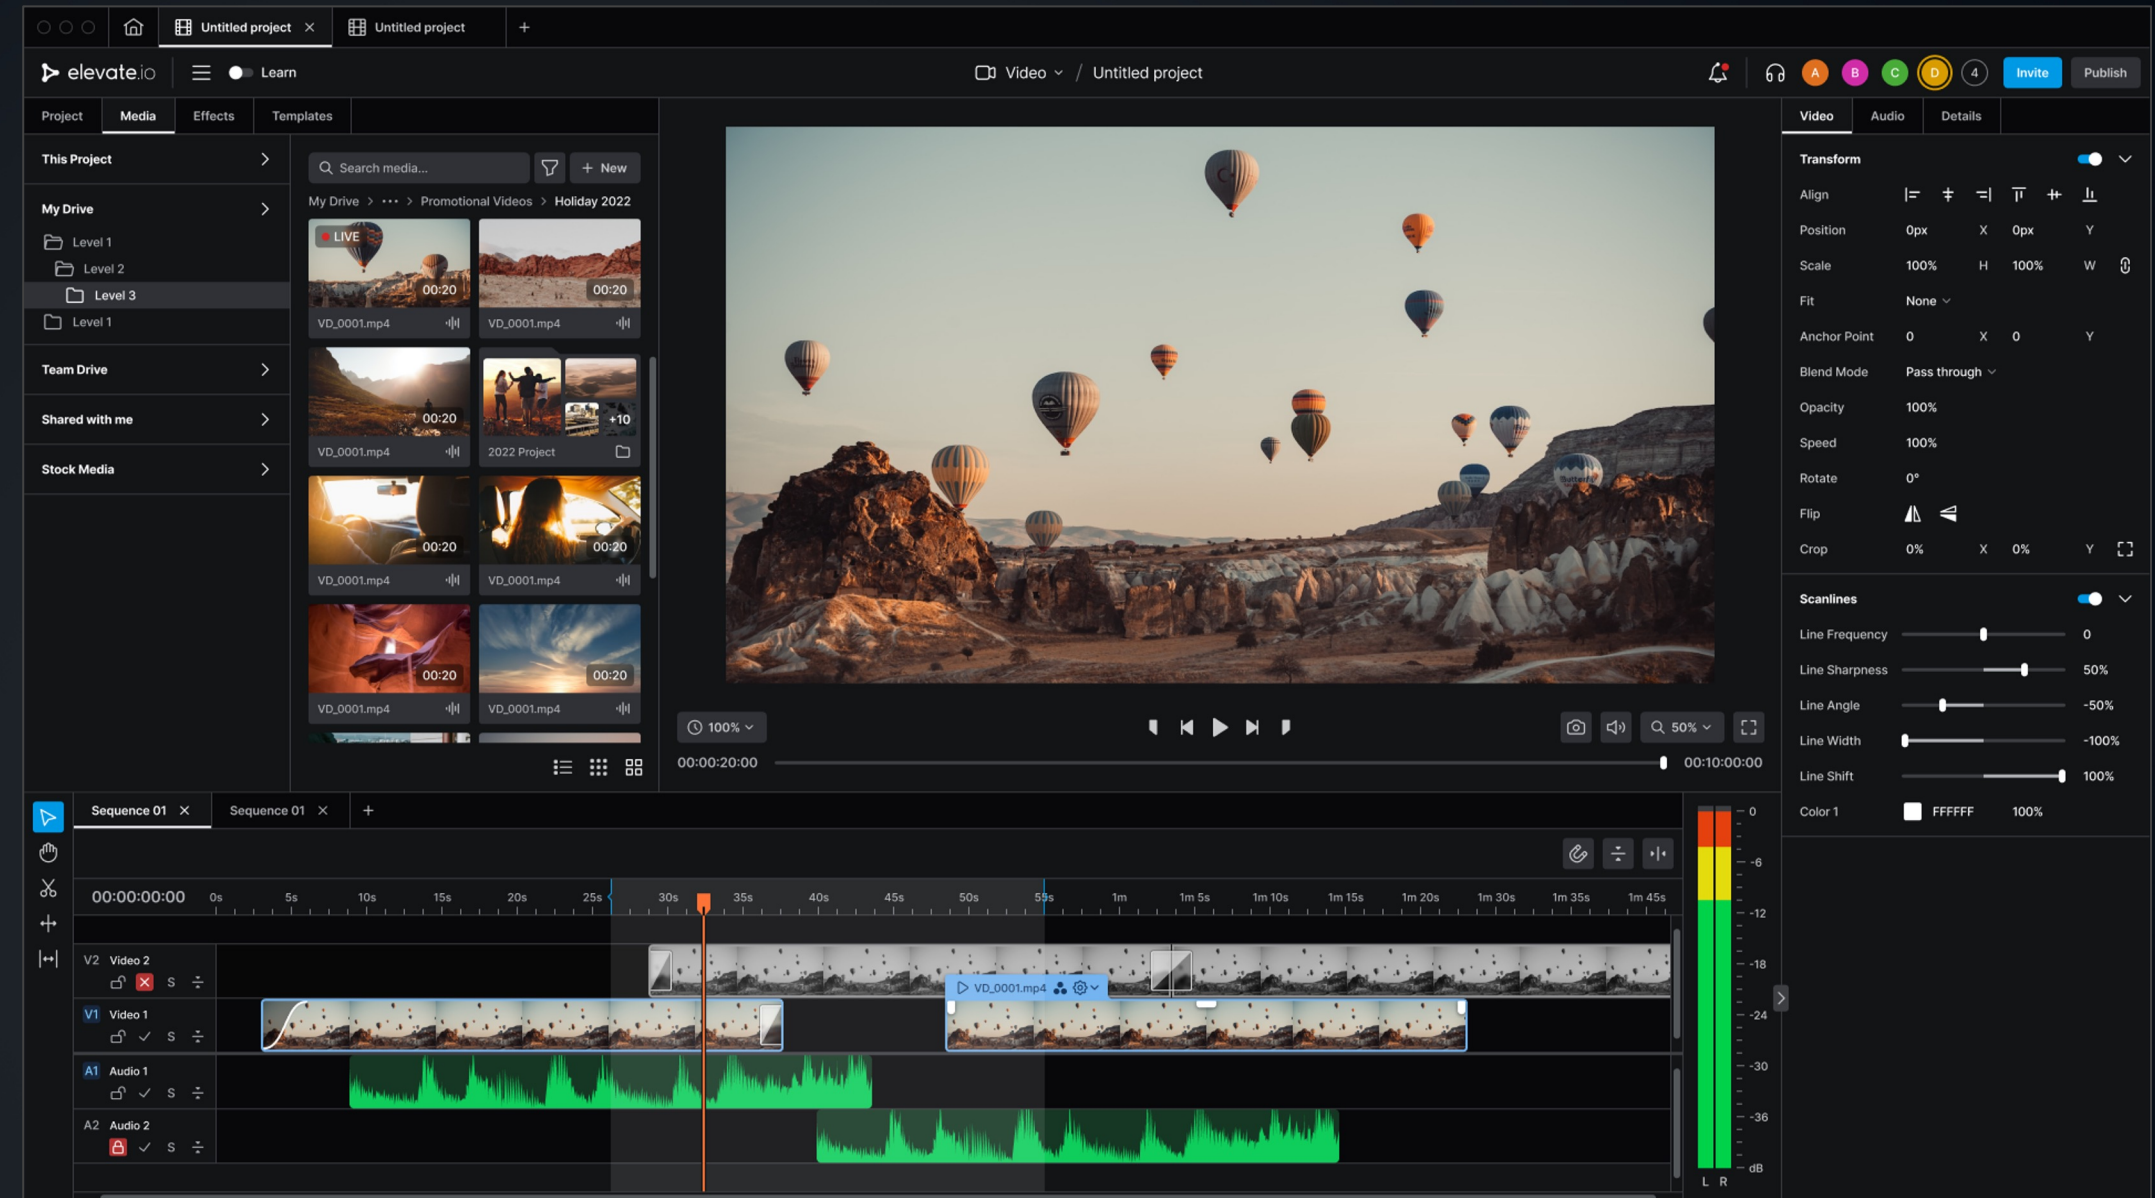 Untitled project
Untitled project
elevate.io
Learn
Video / Untitled project
A B C D 4
Invite
Publish
Project Media Effects Templates
This Project
My Drive
Level 1
Level 2
Level 3
Level 1
Team Drive
Shared with me
Stock Media
Search media...
+ New
My Drive > ••• > Promotional Videos > Holiday 2022
LIVE
00:20
00:20
VD_0001.mp4
VD_0001.mp4
00:20
+10
VD_0001.mp4
2022 Project
00:20
00:20
VD_0001.mp4
VD_0001.mp4
00:20
00:20
VD_0001.mp4
VD_0001.mp4
100%
50%
00:00:20:00
00:10:00:00
Video Audio Details
Transform
Align
Position 0px X 0px Y
Scale 100% H 100% W
Fit None
Anchor Point 0 X 0 Y
Blend Mode Pass through
Opacity 100%
Speed 100%
Rotate 0°
Flip
Crop 0% X 0% Y
Scanlines
Line Frequency 0
Line Sharpness 50%
Line Angle -50%
Line Width -100%
Line Shift 100%
Color 1 FFFFFF 100%
Sequence 01
Sequence 01
00:00:00:00
0s 5s 10s 15s 20s 25s 30s 35s 40s 45s 50s 55s 1m 1m 5s 1m 10s 1m 15s 1m 20s 1m 30s 1m 35s 1m 45s
V2 Video 2
S
VD_0001.mp4
V1 Video 1
S
A1 Audio 1
S
A2 Audio 2
S
0
-6
-12
-18
-24
-30
-36
dB
L R